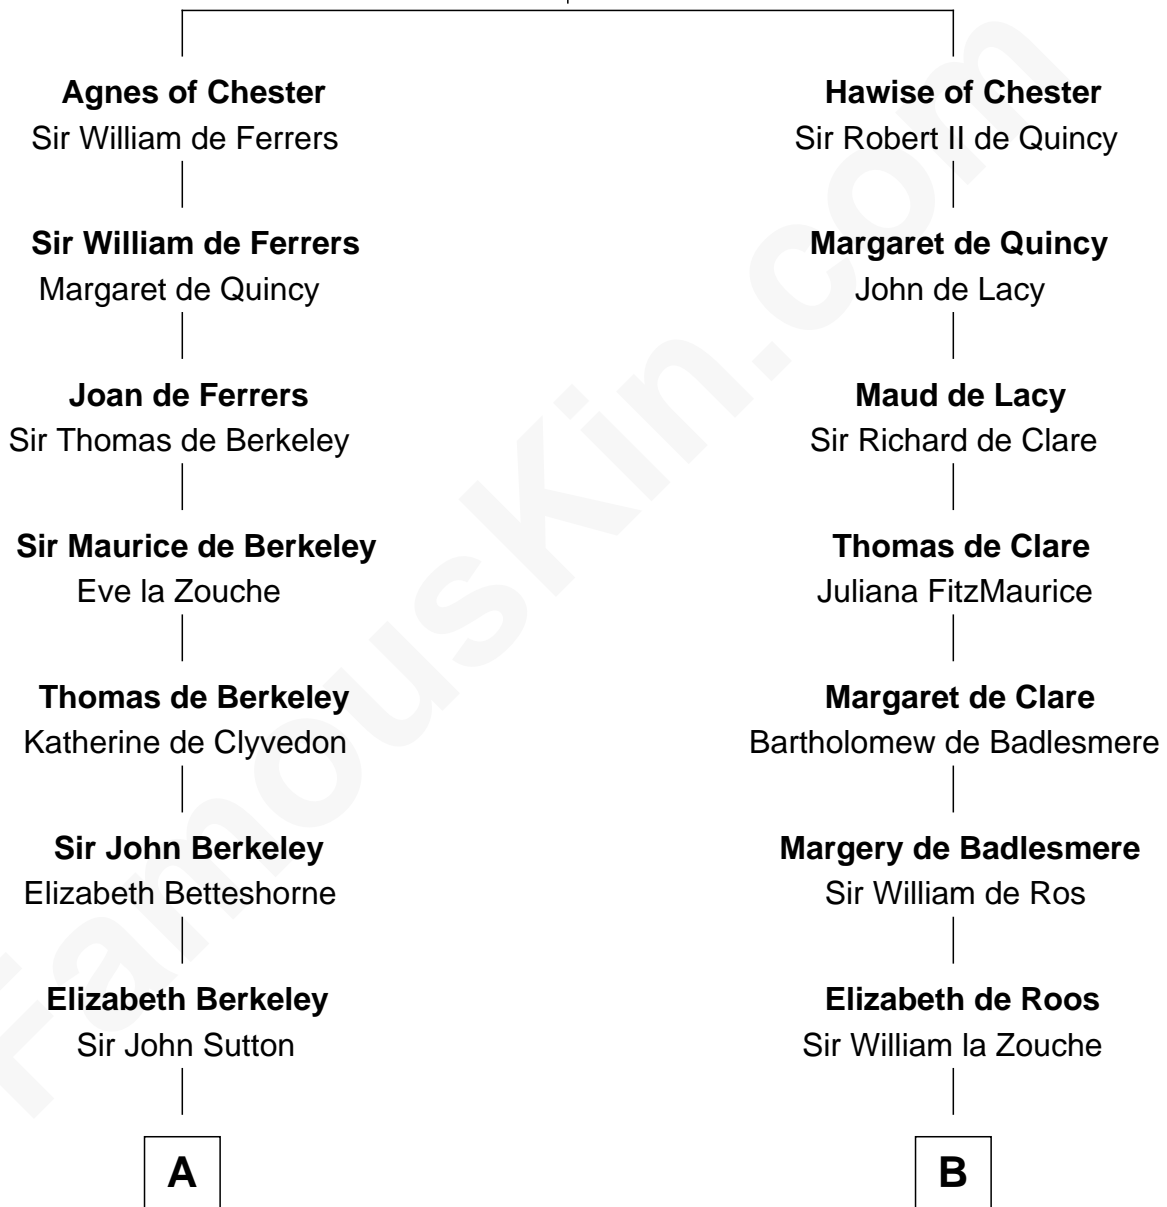 Agnes of Chester
Sir William de Ferrers
Sir William de Ferrers
Margaret de Quincy
Joan de Ferrers
Sir Thomas de Berkeley
Sir Maurice de Berkeley
Eve la Zouche
Thomas de Berkeley
Katherine de Clyvedon
Sir John Berkeley
Elizabeth Betteshorne
Elizabeth Berkeley
Sir John Sutton
A
Hawise of Chester
Sir Robert II de Quincy
Margaret de Quincy
John de Lacy
Maud de Lacy
Sir Richard de Clare
Thomas de Clare
Juliana FitzMaurice
Margaret de Clare
Bartholomew de Badlesmere
Margery de Badlesmere
Sir William de Ros
Elizabeth de Roos
Sir William la Zouche
B
FamousKin.com